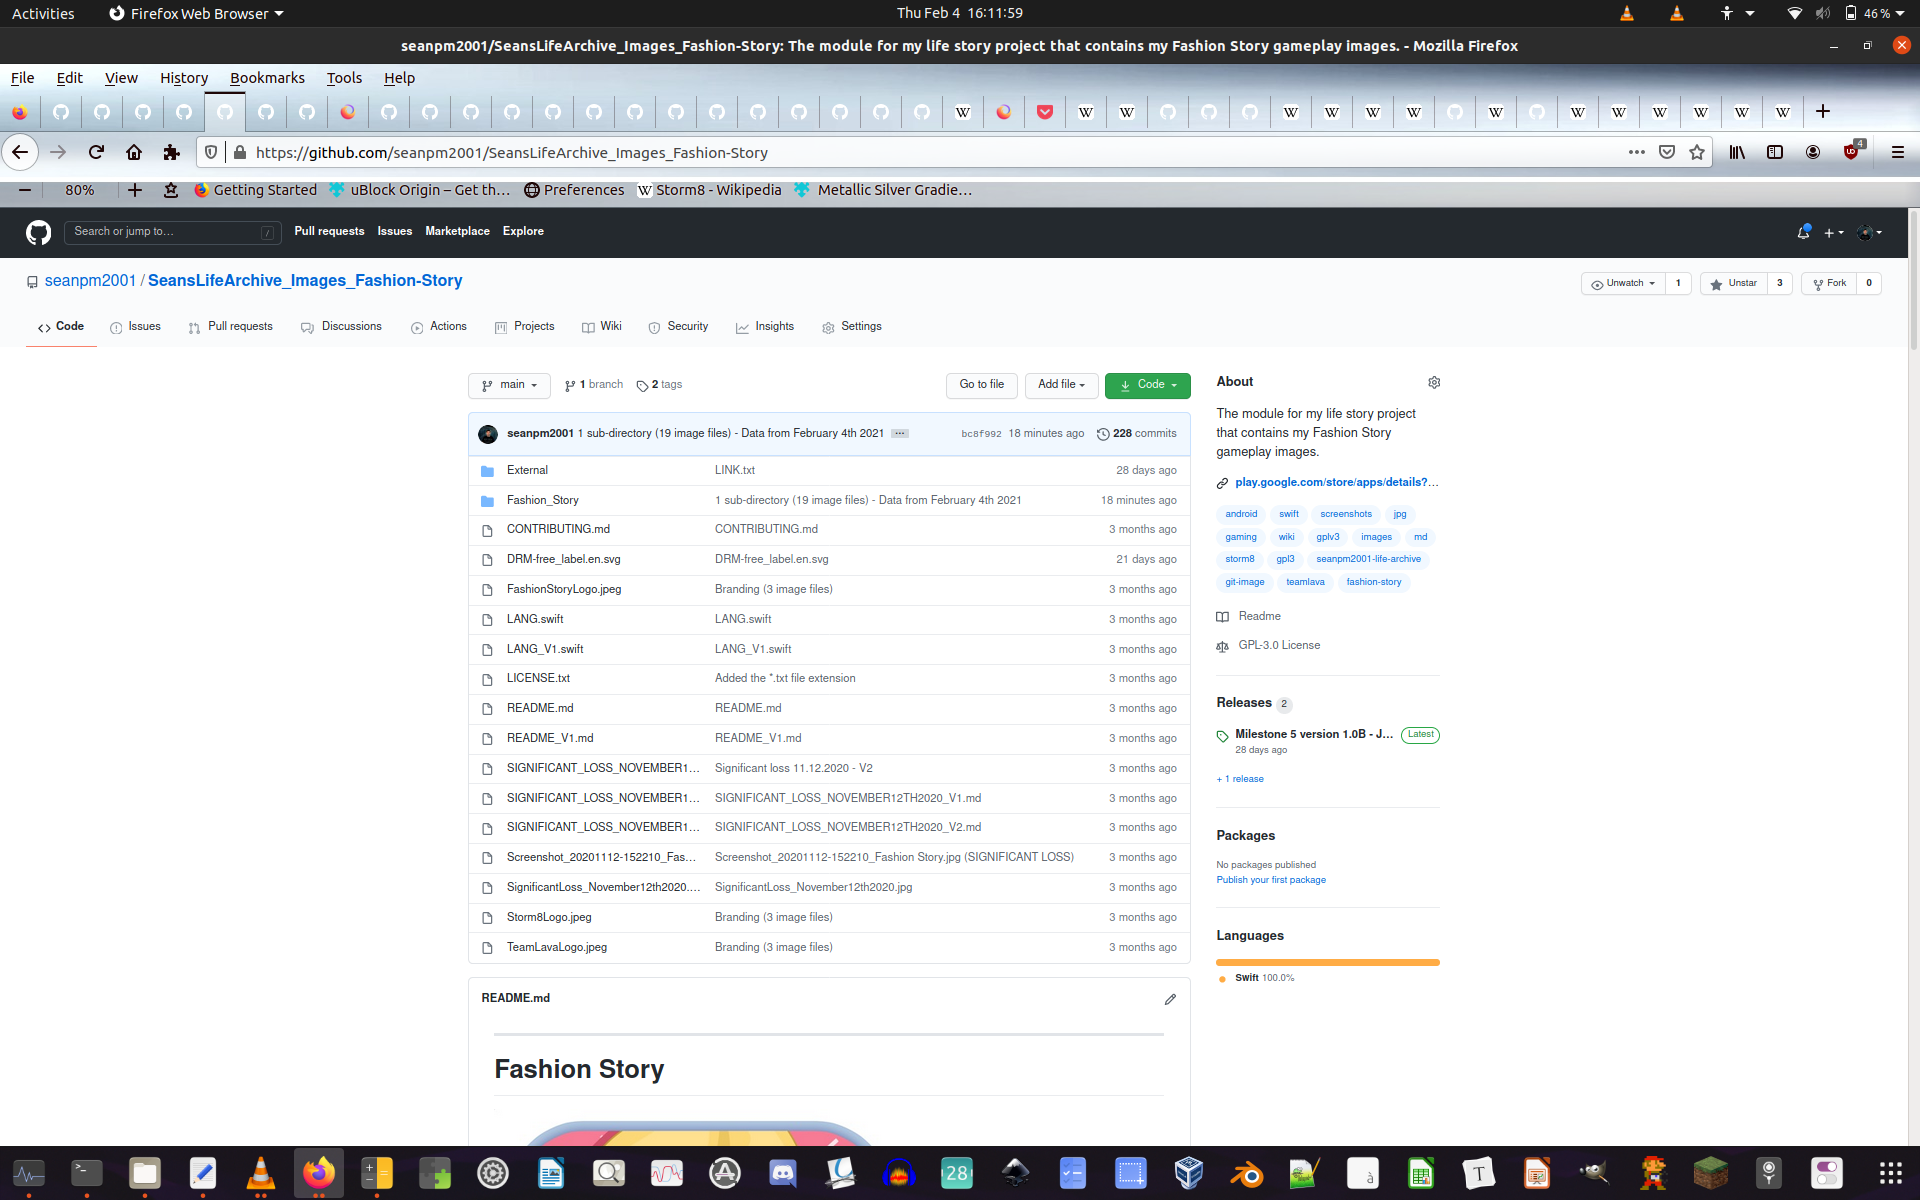 Activities Firefox Web Browser Thu Feb 4 16:11:59 46 %
seanpm2001/SeansLifeArchive_Images_Fashion-Story: The module for my life story project that contains my Fashion Story gameplay images. - Mozilla Firefox
File Edit View History Bookmarks Tools Help
https://github.com/seanpm2001/SeansLifeArchive_Images_Fashion-Story 4
80% Getting Started uBlock Origin – Get th… Preferences Storm8 - Wikipedia Metallic Silver Gradie…
Search or jump to… / Pull requests Issues Marketplace Explore
seanpm2001 / SeansLifeArchive_Images_Fashion-Story Unwatch 1 Unstar 3 Fork 0
Code Issues Pull requests Discussions Actions Projects Wiki Security Insights Settings
main 1 branch 2 tags Go to file Add file Code
seanpm2001 1 sub-directory (19 image files) - Data from February 4th 2021 … bc8f992 18 minutes ago 228 commits
External LINK.txt 28 days ago
Fashion_Story 1 sub-directory (19 image files) - Data from February 4th 2021 18 minutes ago
CONTRIBUTING.md CONTRIBUTING.md 3 months ago
DRM-free_label.en.svg DRM-free_label.en.svg 21 days ago
FashionStoryLogo.jpeg Branding (3 image files) 3 months ago
LANG.swift LANG.swift 3 months ago
LANG_V1.swift LANG_V1.swift 3 months ago
LICENSE.txt Added the *.txt file extension 3 months ago
README.md README.md 3 months ago
README_V1.md README_V1.md 3 months ago
SIGNIFICANT_LOSS_NOVEMBER1… Significant loss 11.12.2020 - V2 3 months ago
SIGNIFICANT_LOSS_NOVEMBER1… SIGNIFICANT_LOSS_NOVEMBER12TH2020_V1.md 3 months ago
SIGNIFICANT_LOSS_NOVEMBER1… SIGNIFICANT_LOSS_NOVEMBER12TH2020_V2.md 3 months ago
Screenshot_20201112-152210_Fas… Screenshot_20201112-152210_Fashion Story.jpg (SIGNIFICANT LOSS) 3 months ago
SignificantLoss_November12th2020.… SignificantLoss_November12th2020.jpg 3 months ago
Storm8Logo.jpeg Branding (3 image files) 3 months ago
TeamLavaLogo.jpeg Branding (3 image files) 3 months ago
README.md
Fashion Story
About
The module for my life story project
that contains my Fashion Story
gameplay images.
play.google.com/store/apps/details?…
android swift screenshots jpg
gaming wiki gplv3 images md
storm8 gpl3 seanpm2001-life-archive
git-image teamlava fashion-story
Readme
GPL-3.0 License
Releases 2
Milestone 5 version 1.0B - J… Latest
28 days ago
+ 1 release
Packages
No packages published
Publish your first package
Languages
Swift 100.0%
28